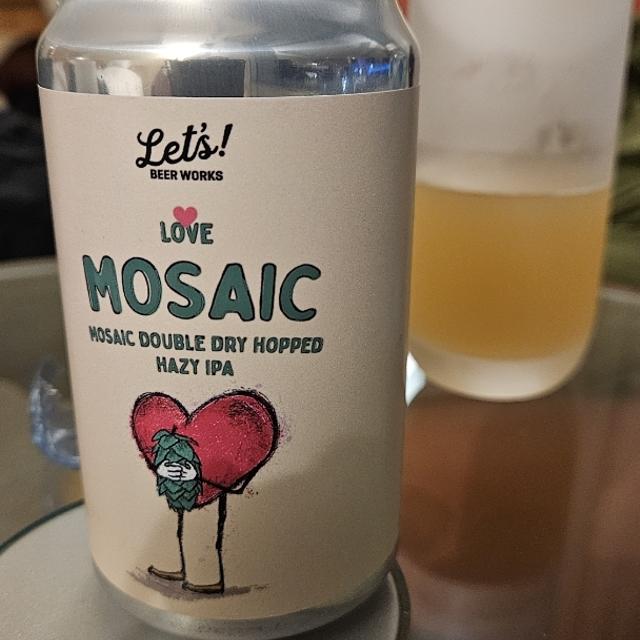 Let's!
BEER WORKS
LOVE
MOSAIC
MOSAIC DOUBLE DRY HOPPED
HAZY IPA